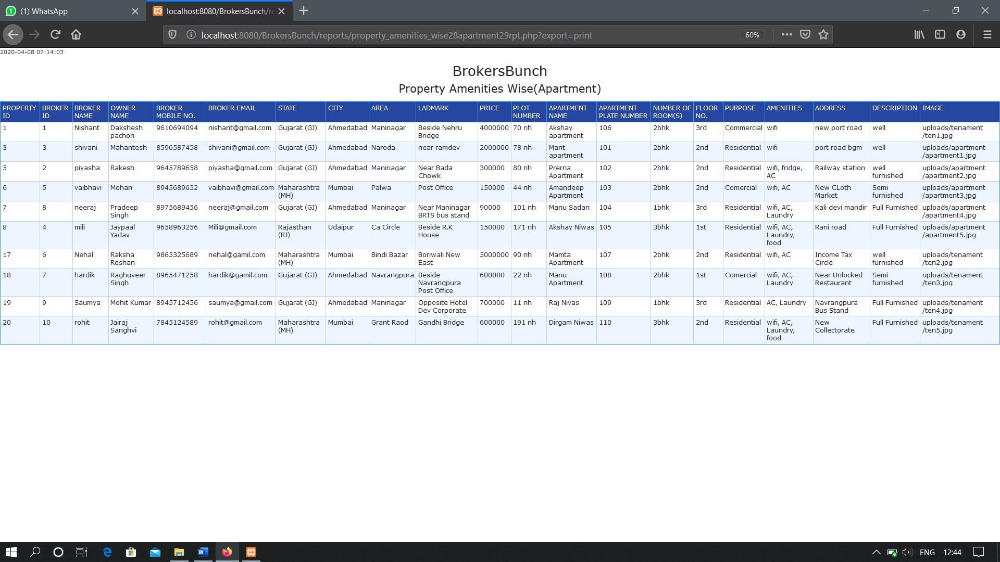 (1) WhatsApp
localhost:8080/BrokersBunch/re
localhost:8080/BrokersBunch/reports/property_amenities_wise28apartment29rpt.php?export=print 60%
2020-04-08 07:14:03
BrokersBunch
Property Amenities Wise(Apartment)
PROPERTY ID BROKER ID BROKER NAME OWNER NAME BROKER MOBILE NO. BROKER EMAIL STATE CITY AREA LADMARK PRICE PLOT NUMBER APARTMENT NAME APARTMENT PLATE NUMBER NUMBER OF ROOM(S) FLOOR NO. PURPOSE AMENITIES ADDRESS DESCRIPTION IMAGE
1 1 Nishant Dakshesh pachori 9610694094 nishant@gmail.com Gujarat (GJ) Ahmedabad Maninagar Beside Nehru Bridge 4000000 70 nh Akshay apartment 106 2bhk 3rd Commercial wifi new port road well uploads/tenament/ten1.jpg
3 3 shivani Mahantesh 8596587458 shivani@gmail.com Gujarat (GJ) Ahmedabad Naroda near ramdev 2000000 78 nh Mant apartment 101 2bhk 2nd Residential wifi port road bgm well uploads/apartment/apartment1.jpg
5 2 piyasha Rakesh 9645789658 piyasha@gmail.com Gujarat (GJ) Ahmedabad Maninagar Near Bada Chowk 300000 80 nh Prerna Apartment 102 2bhk 2nd Residential wifi, fridge, AC Railway station well furnished uploads/apartment/apartment2.jpg
6 5 vaibhavi Mohan 8945689652 vaibhavi@gmail.com Maharashtra (MH) Mumbai Palwa Post Office 150000 44 nh Amandeep Apartment 103 2bhk 2nd Comercial wifi, AC New CLoth Market Semi furnished uploads/apartment/apartment3.jpg
7 8 neeraj Pradeep Singh 8975689456 neeraj@gmail.com Gujarat (GJ) Ahmedabad Maninagar Near Maninagar BRTS bus stand 90000 101 nh Manu Sadan 104 1bhk 3rd Residential wifi, AC, Laundry Kali devi mandir Full Furnished uploads/apartment/apartment4.jpg
8 4 mili Jaypaal Yadav 9658963256 Mili@gmail.com Rajasthan (RJ) Udaipur Ca Circle Beside R.K House 150000 171 nh Akshay Niwas 105 3bhk 1st Residential wifi, AC, Laundry, food Rani road Full Furnished uploads/apartment/apartment5.jpg
17 6 Nehal Raksha Roshan 9865325689 nehal@gamil.com Maharashtra (MH) Mumbai Bindi Bazar Boriwali New East 5000000 90 nh Mamta Apartment 107 2bhk 2nd Residential wifi, AC Income Tax Circle well furnished uploads/tenament/ten2.jpg
18 7 hardik Raghuveer Singh 8965471258 hardik@gamil.com Gujarat (GJ) Ahmedabad Navrangpura Beside Navrangpura Post Office 600000 22 nh Manu Apartment 108 2bhk 1st Comercial wifi, AC, Laundry Near Unlocked Restaurant Semi furnished uploads/tenament/ten3.jpg
19 9 Saumya Mohit Kumar 8945712456 saumya@gmail.com Gujarat (GJ) Ahmedabad Maninagar Opposite Hotel Dev Corporate 700000 11 nh Raj Nivas 109 1bhk 3rd Residential AC, Laundry Navrangpura Bus Stand Full Furnished uploads/tenament/ten4.jpg
20 10 rohit Jairaj Sanghvi 7845124589 rohit@gmail.com Maharashtra (MH) Mumbai Grant Raod Gandhi Bridge 600000 191 nh Dirgam Niwas 110 3bhk 2nd Residential wifi, AC, Laundry, food New Collectorate Full Furnished uploads/tenament/ten5.jpg
ENG 12:44